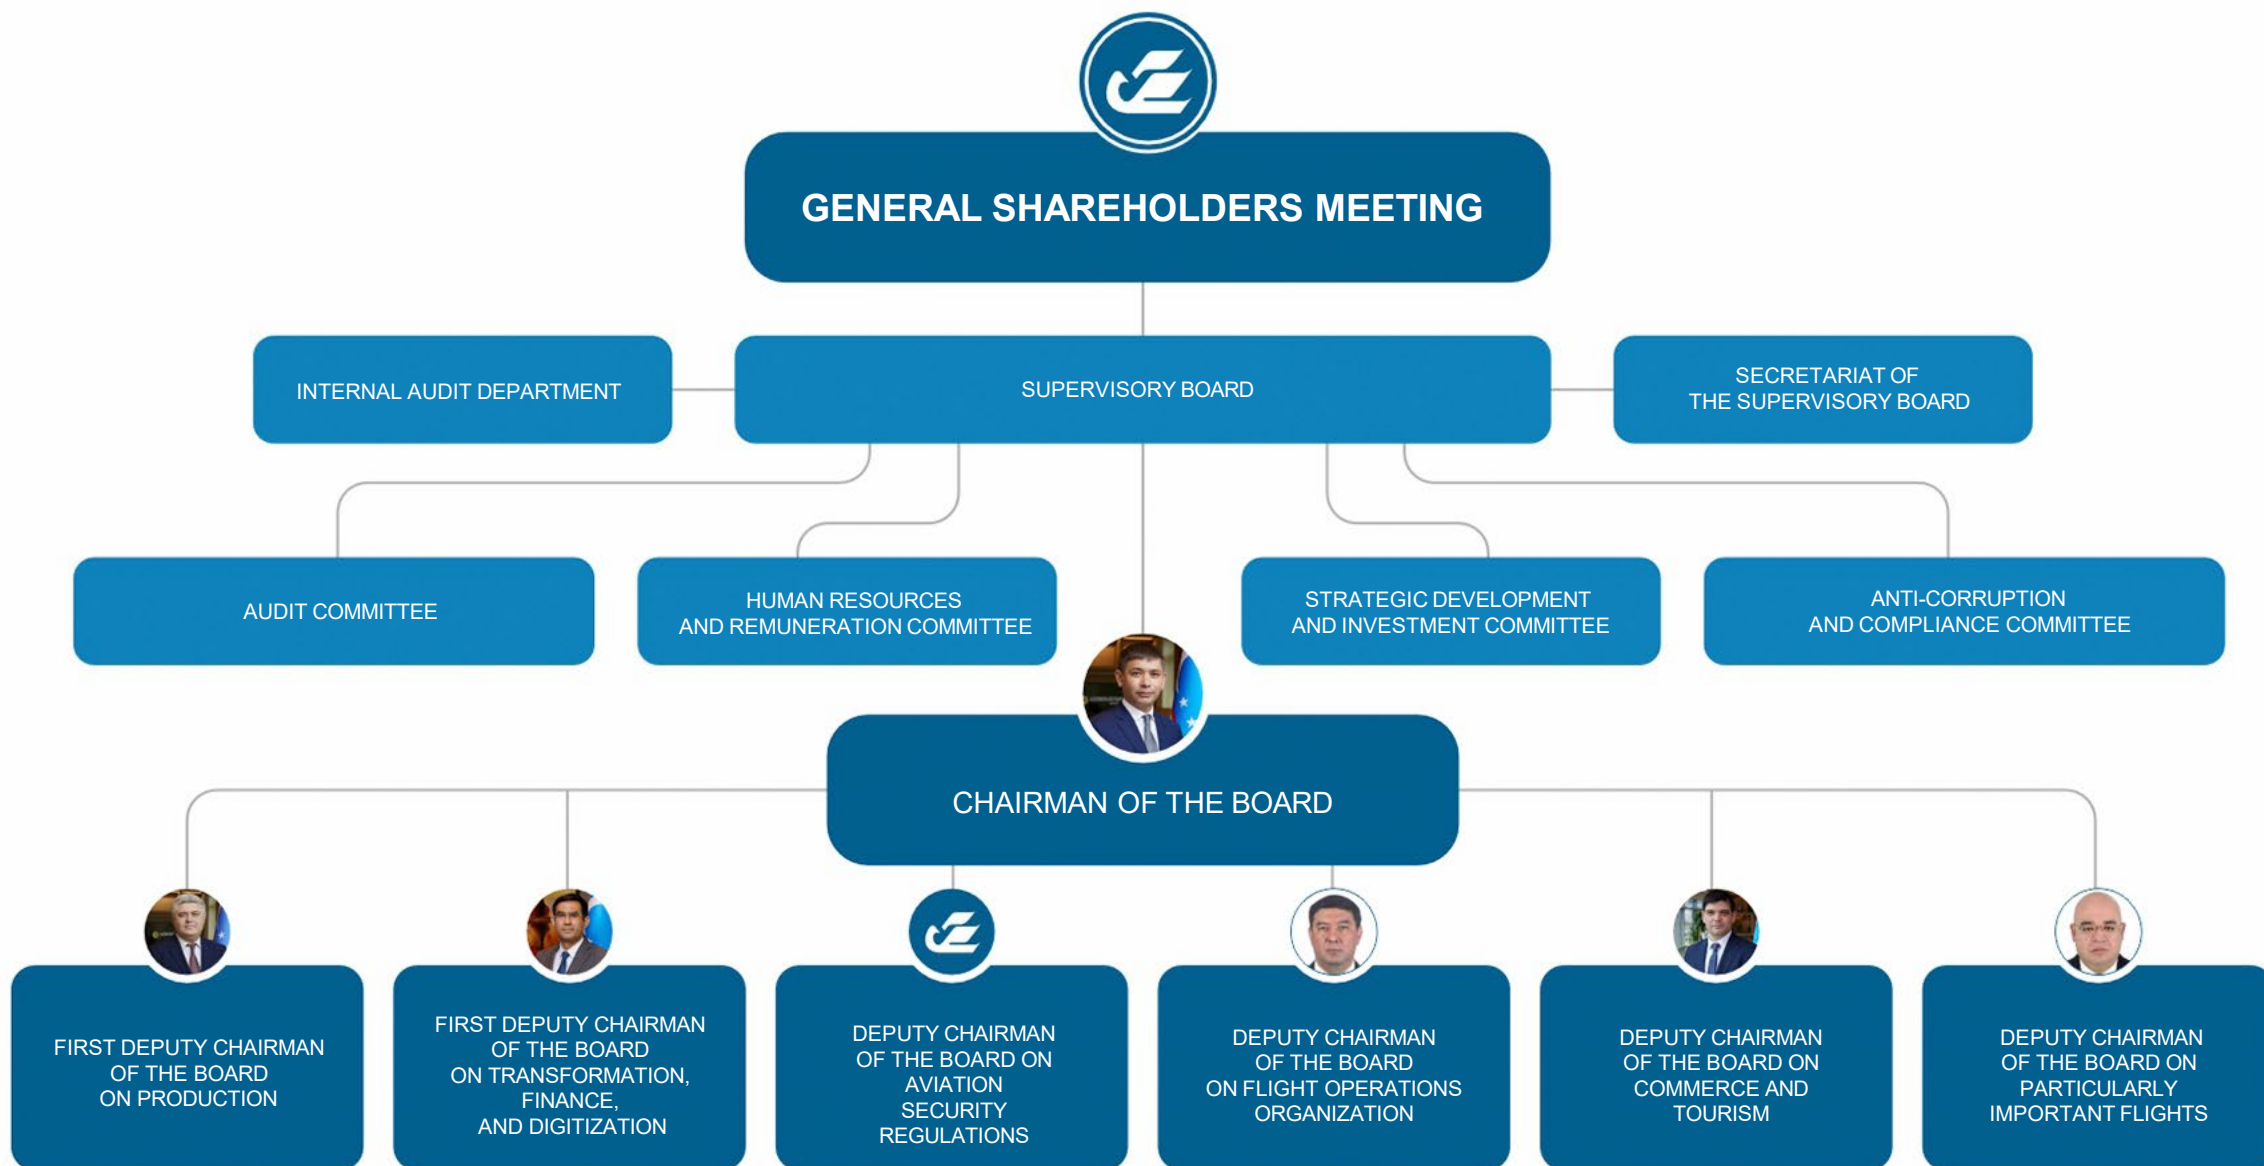 GENERAL SHAREHOLDERS MEETING
INTERNAL AUDIT DEPARTMENT
SUPERVISORY BOARD
SECRETARIAT OF
THE SUPERVISORY BOARD
AUDIT COMMITTEE
HUMAN RESOURCES
AND REMUNERATION COMMITTEE
STRATEGIC DEVELOPMENT
AND INVESTMENT COMMITTEE
ANTI-CORRUPTION
AND COMPLIANCE COMMITTEE
CHAIRMAN OF THE BOARD
FIRST DEPUTY CHAIRMAN
OF THE BOARD
ON PRODUCTION
FIRST DEPUTY CHAIRMAN
OF THE BOARD
ON TRANSFORMATION,
FINANCE,
AND DIGITIZATION
DEPUTY CHAIRMAN
OF THE BOARD ON
AVIATION
SECURITY
REGULATIONS
DEPUTY CHAIRMAN
OF THE BOARD
ON FLIGHT OPERATIONS
ORGANIZATION
DEPUTY CHAIRMAN
OF THE BOARD ON
COMMERCE AND
TOURISM
DEPUTY CHAIRMAN
OF THE BOARD ON
PARTICULARLY
IMPORTANT FLIGHTS